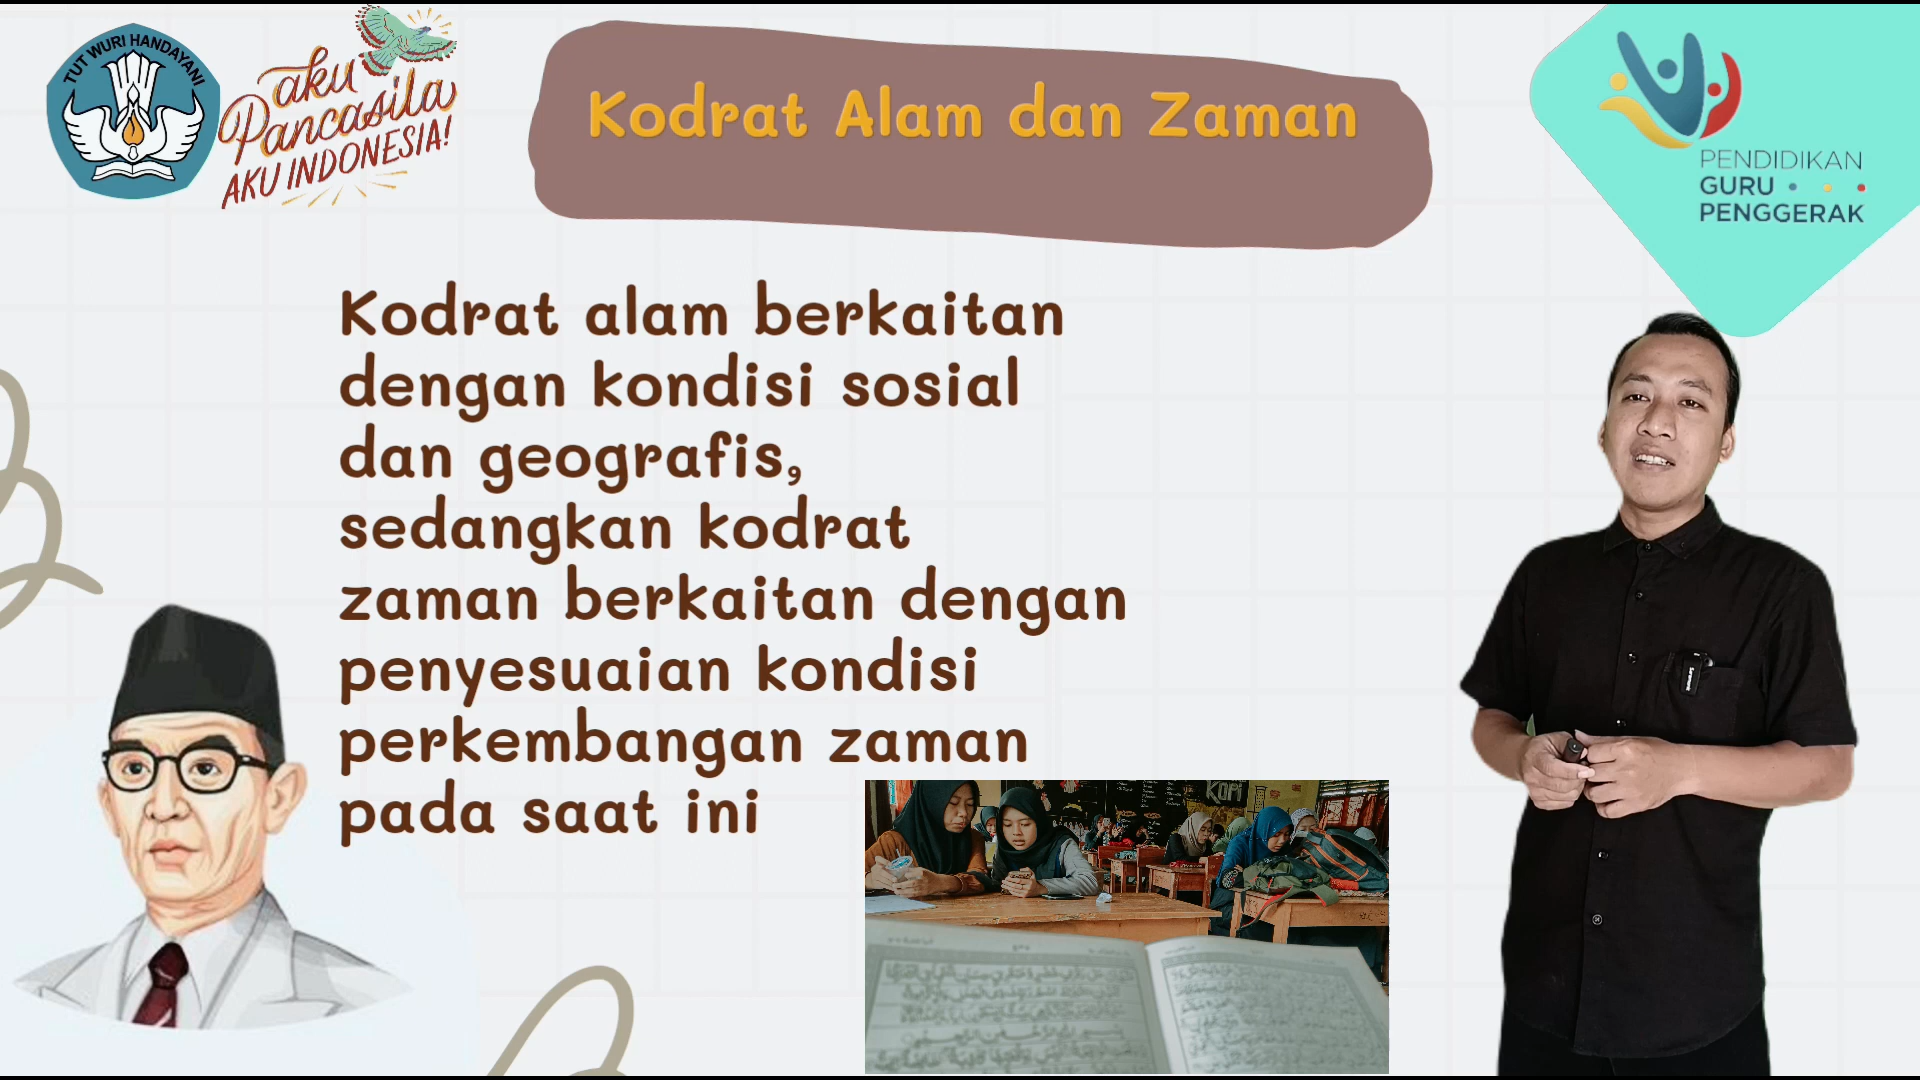 TUT WURI HANDAYANI
aku
Pancasila
AKU INDONESIA!
Kodrat Alam dan Zaman
PENDIDIKAN
GURU
PENGGERAK
Kodrat alam berkaitan
dengan kondisi sosial
dan geografis,
sedangkan kodrat
zaman berkaitan dengan
penyesuaian kondisi
perkembangan zaman
pada saat ini
KOPI